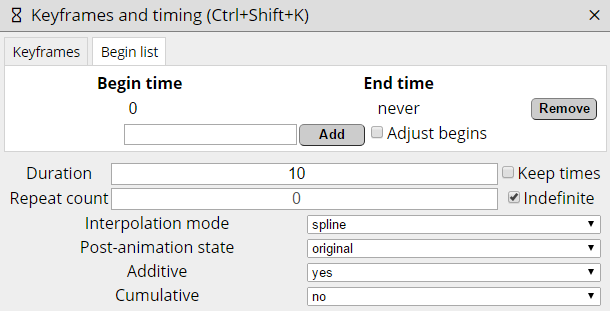 Keyframes and timing (Ctrl+Shift+K)
Keyframes Begin list
Begin time End time
0 never Remove
Add Adjust begins
Duration 10 Keep times
Repeat count 0 Indefinite
Interpolation mode spline
Post-animation state original
Additive yes
Cumulative no